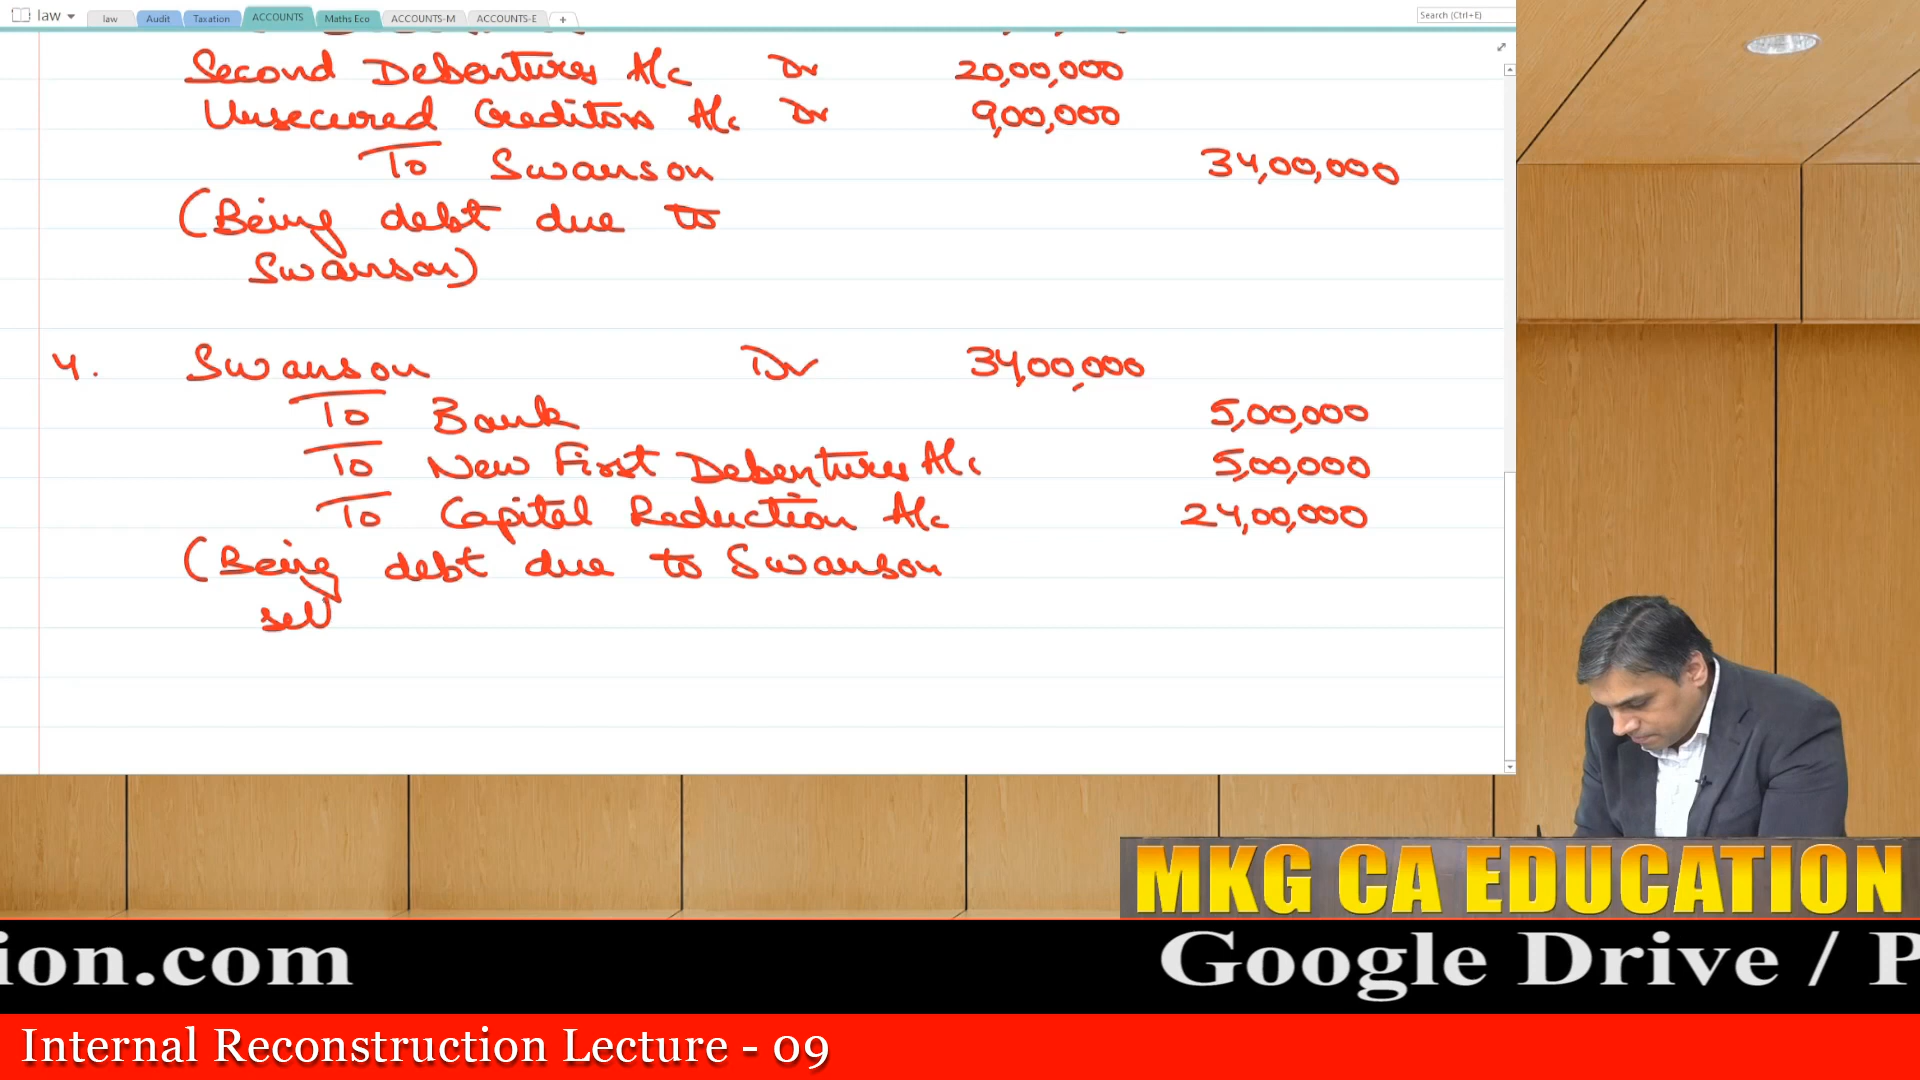 law
law
Audit
Taxation
ACCOUNTS
Maths Eco
ACCOUNTS-M
ACCOUNTS-E
+
Search (Ctrl+E)
Second Debentures A/c Dr 20,00,000
Unsecured Creditors A/c Dr 9,00,000
To Swanson 34,00,000
(Being debt due to
Swanson)
4. Swanson Dr 34,00,000
To Bank 5,00,000
To New First Debentures A/c 5,00,000
To Capital Reduction A/c 24,00,000
(Being debt due to Swanson
MKG CA EDUCATION
ion.com Google Drive / P
Internal Reconstruction Lecture - 09